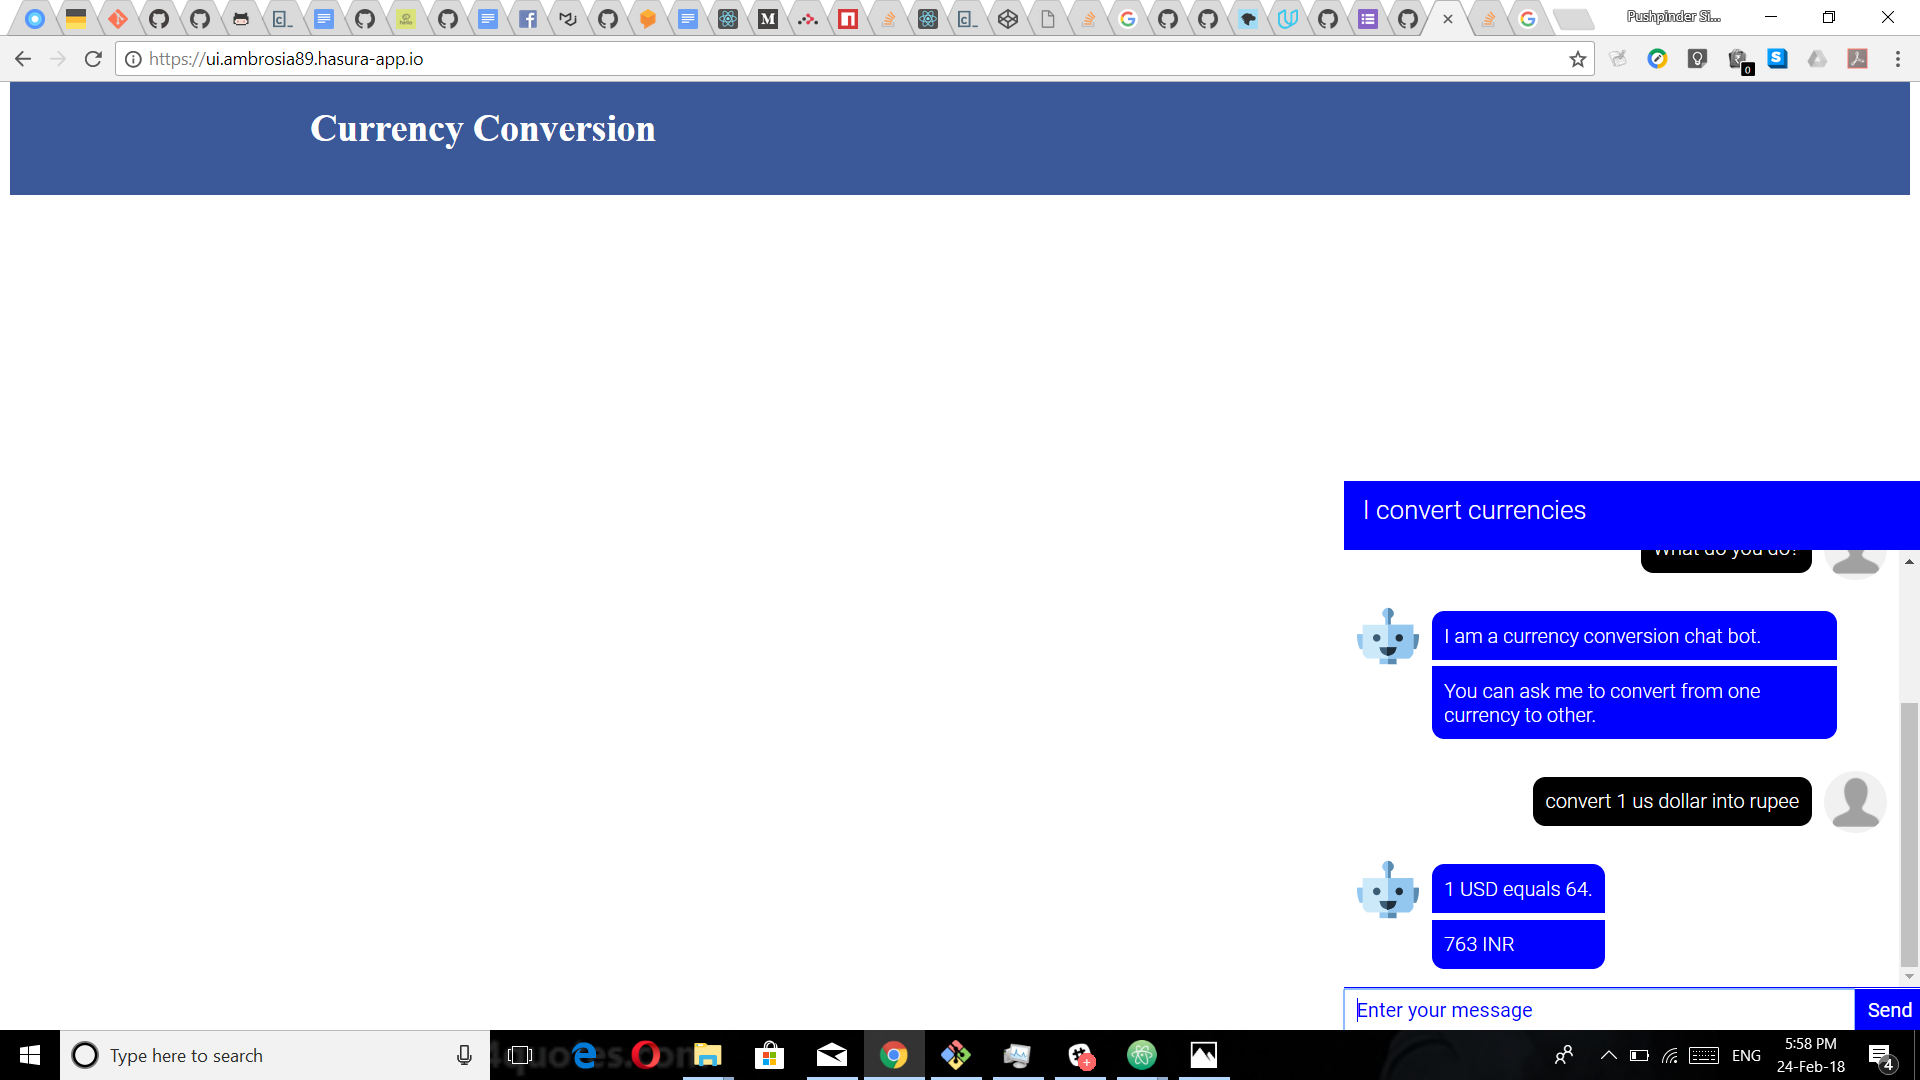 Pushpinder Si...
https://ui.ambrosia89.hasura-app.io
0
Currency Conversion
I convert currencies
What do you do?
I am a currency conversion chat bot.
You can ask me to convert from one
currency to other.
convert 1 us dollar into rupee
1 USD equals 64.
763 INR
Enter your message
Send
Type here to search
ENG
5:58 PM
24-Feb-18
4